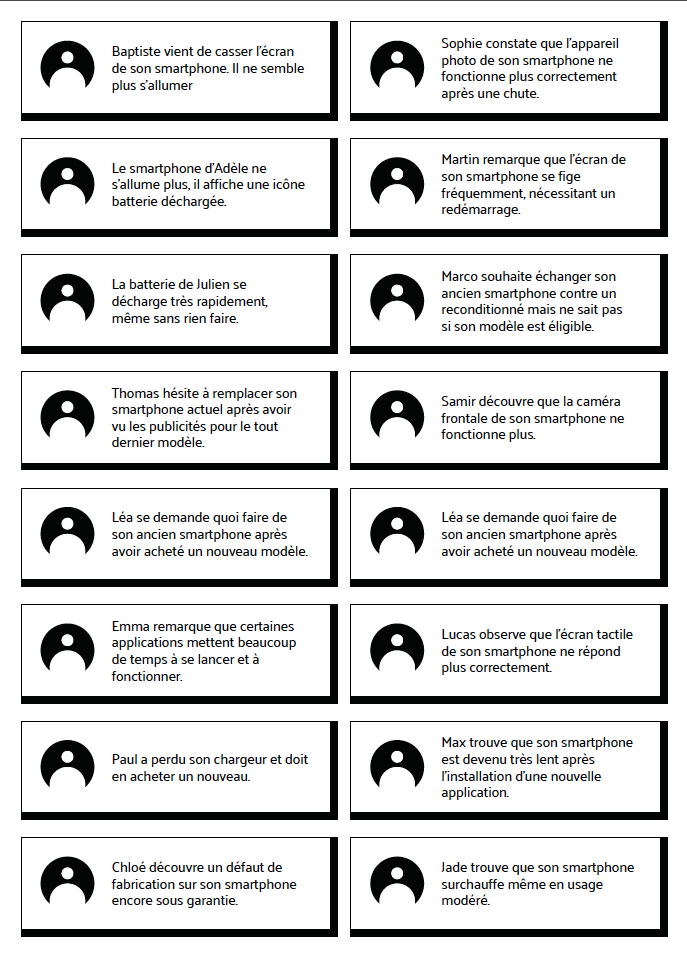 Baptiste vient de casser l'écran
de son smartphone. Il ne semble
plus s'allumer
Sophie constate que l'appareil
photo de son smartphone ne
fonctionne plus correctement
après une chute.
Le smartphone d'Adèle ne
s'allume plus, il affiche une icône
batterie déchargée.
Martin remarque que l'écran de
son smartphone se fige
fréquemment, nécessitant un
redémarrage.
La batterie de Julien se
décharge très rapidement,
même sans rien faire.
Marco souhaite échanger son
ancien smartphone contre un
reconditionné mais ne sait pas
si son modèle est éligible.
Thomas hésite à remplacer son
smartphone actuel après avoir
vu les publicités pour le tout
dernier modèle.
Samir découvre que la caméra
frontale de son smartphone ne
fonctionne plus.
Léa se demande quoi faire de
son ancien smartphone après
avoir acheté un nouveau modèle.
Léa se demande quoi faire de
son ancien smartphone après
avoir acheté un nouveau modèle.
Emma remarque que certaines
applications mettent beaucoup
de temps à se lancer et à
fonctionner.
Lucas observe que l'écran tactile
de son smartphone ne répond
plus correctement.
Paul a perdu son chargeur et doit
en acheter un nouveau.
Max trouve que son smartphone
est devenu très lent après
l'installation d'une nouvelle
application.
Chloé découvre un défaut de
fabrication sur son smartphone
encore sous garantie.
Jade trouve que son smartphone
surchauffe même en usage
modéré.